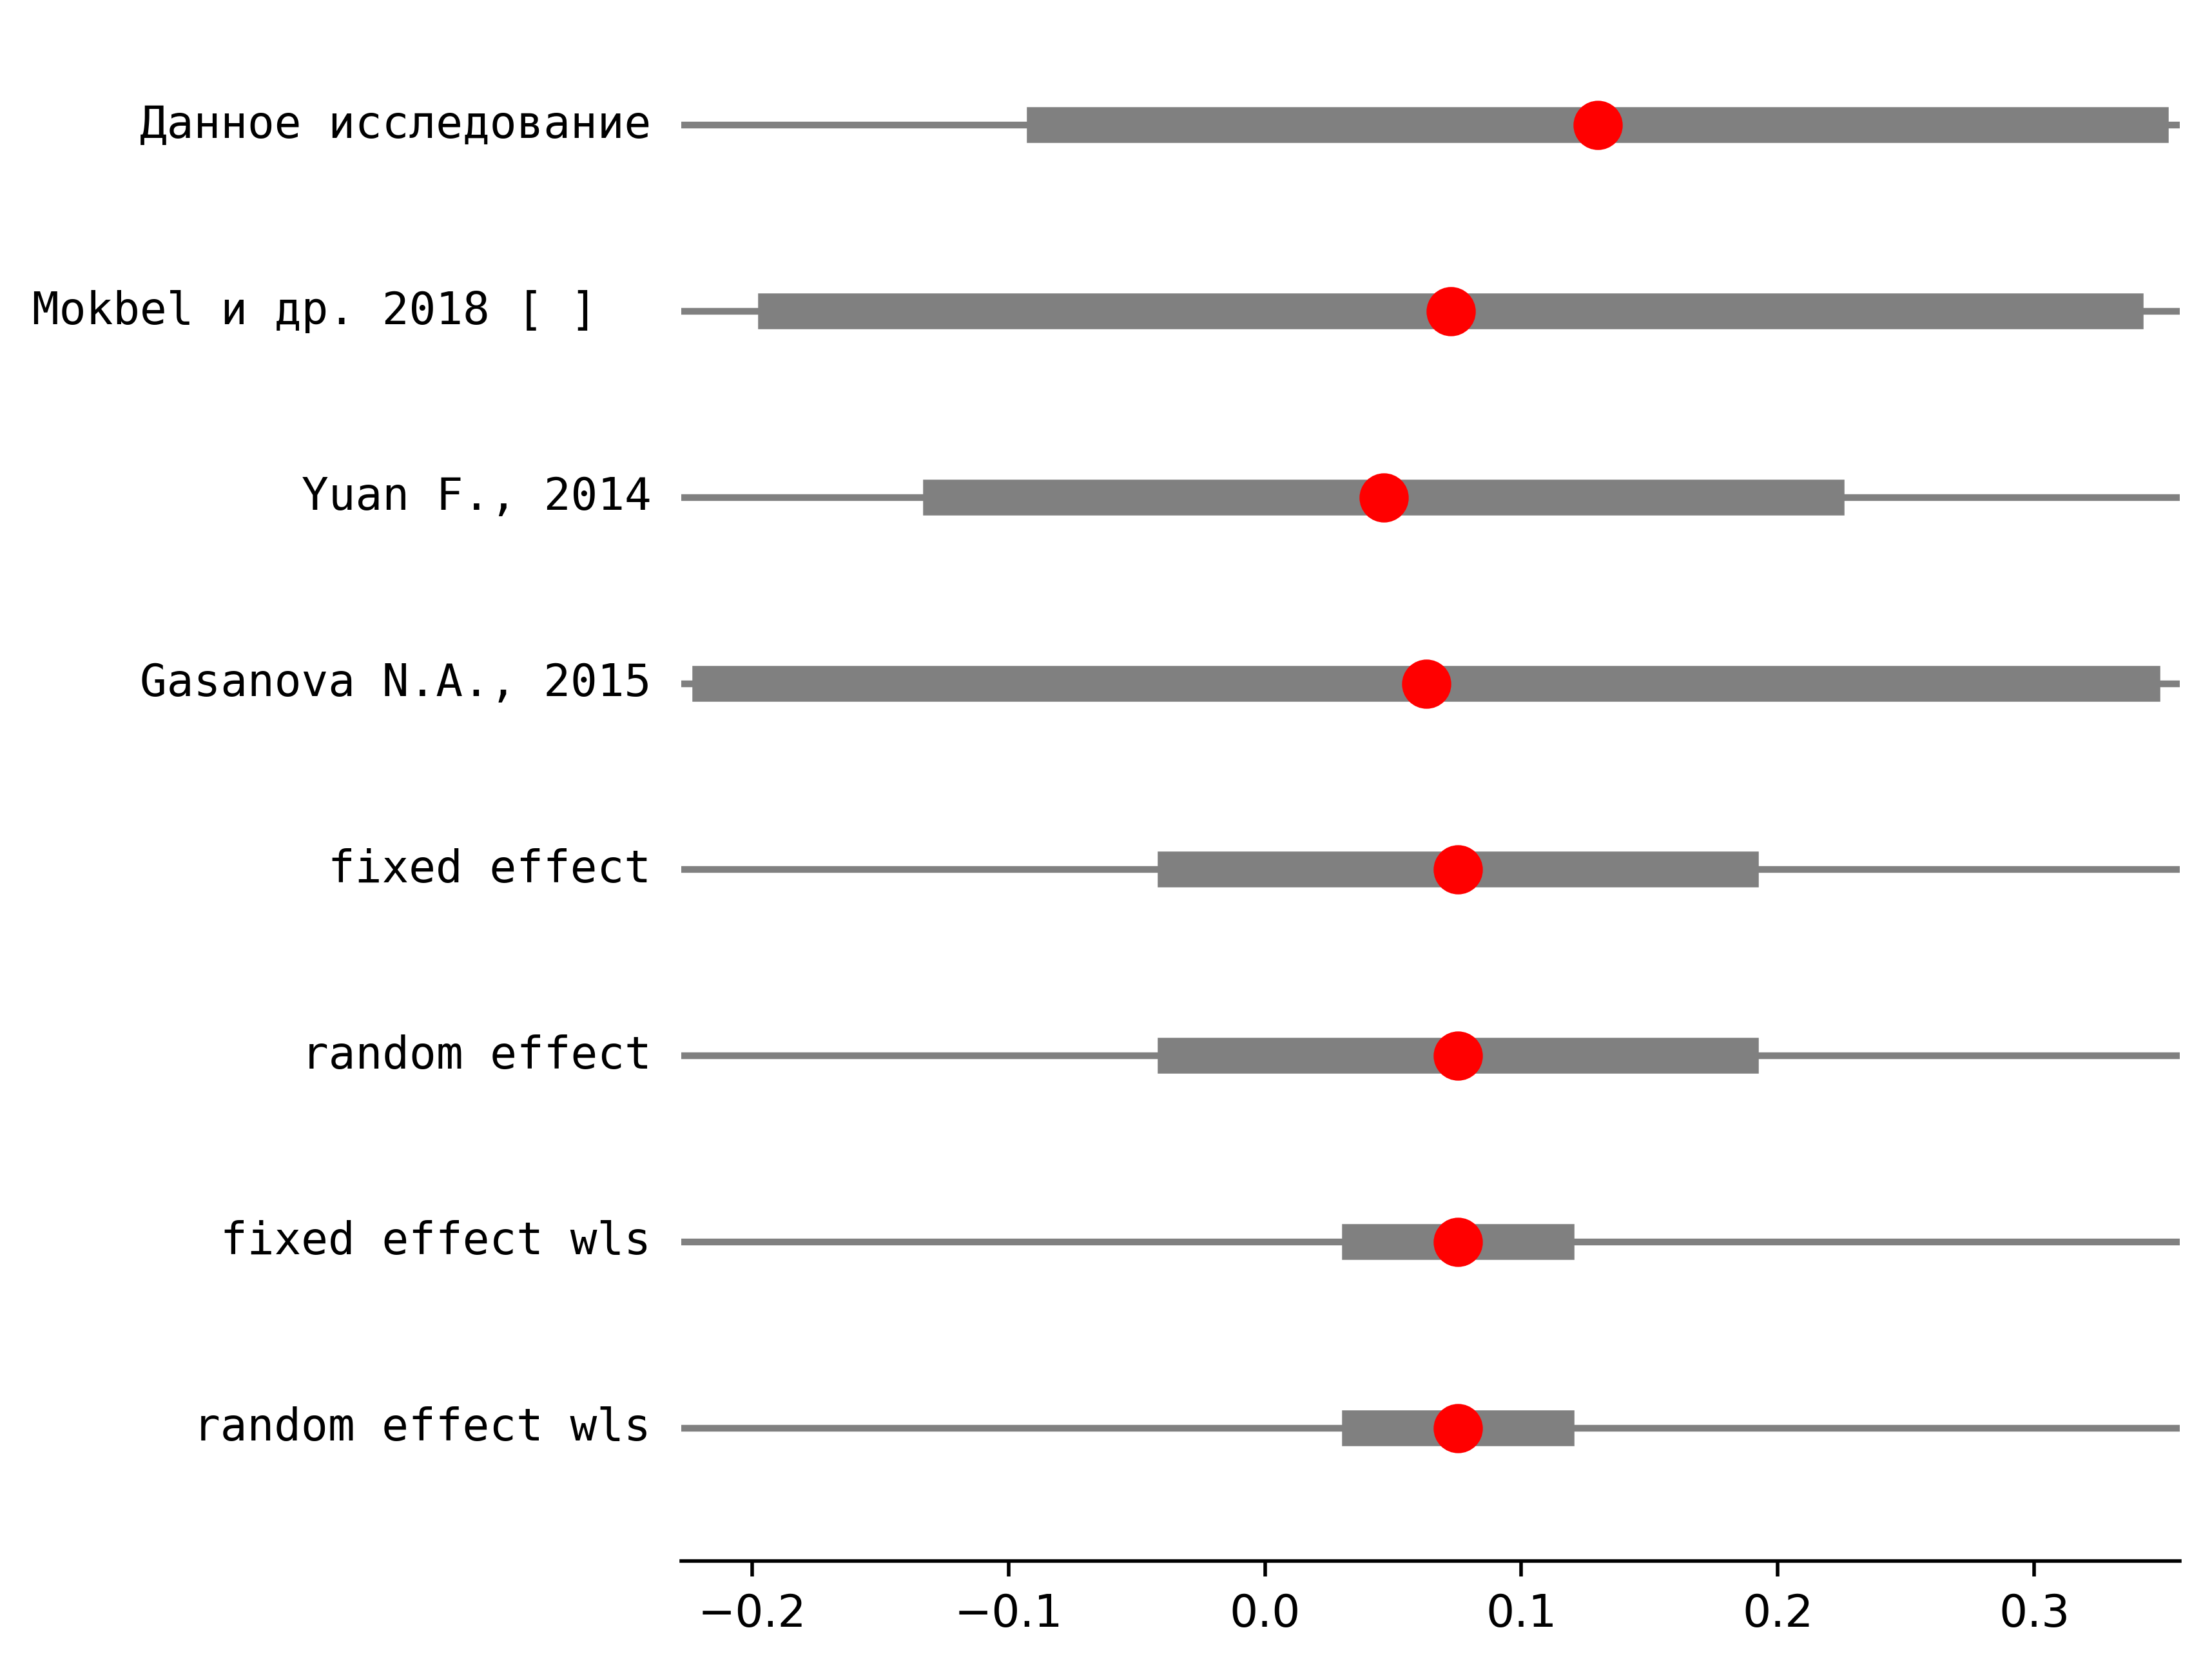 Данное исследование
Mokbel и др. 2018 [ ]
Yuan F., 2014
Gasanova N.A., 2015
fixed effect
random effect
fixed effect wls
random effect wls
−0.2 −0.1 0.0 0.1 0.2 0.3